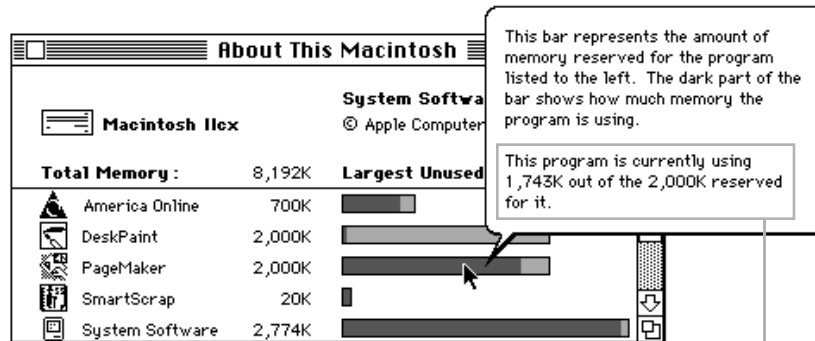 About This Macintosh
This bar represents the amount of
memory reserved for the program
listed to the left. The dark part of the
bar shows how much memory the
program is using.
This program is currently using
1,743K out of the 2,000K reserved
for it.
System Softwa
Macintosh IIcx
© Apple Computer
Total Memory : 8,192K Largest Unused
America Online 700K
DeskPaint 2,000K
PageMaker 2,000K
SmartScrap 20K
System Software 2,774K